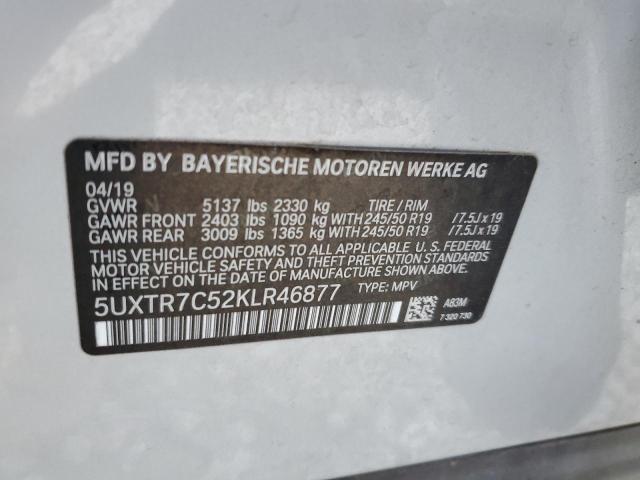 MFD BY BAYERISCHE MOTOREN WERKE AG
04/19
GVWR 5137 lbs 2330 kg TIRE / RIM
GAWR FRONT 2403 lbs 1090 kg WITH 245/50 R19 /7.5J x 19
GAWR REAR 3009 lbs 1365 kg WITH 245/50 R19 /7.5J x 19
THIS VEHICLE CONFORMS TO ALL APPLICABLE U. S. FEDERAL
MOTOR VEHICLE SAFETY, BUMPER, AND THEFT PREVENTION
STANDARDS IN EFFECT ON THE DATE OF MANUFACTURE SHOWN ABOVE.
5UXTR7C52KLR46877 TYPE: MPV
A83M
7 320 730